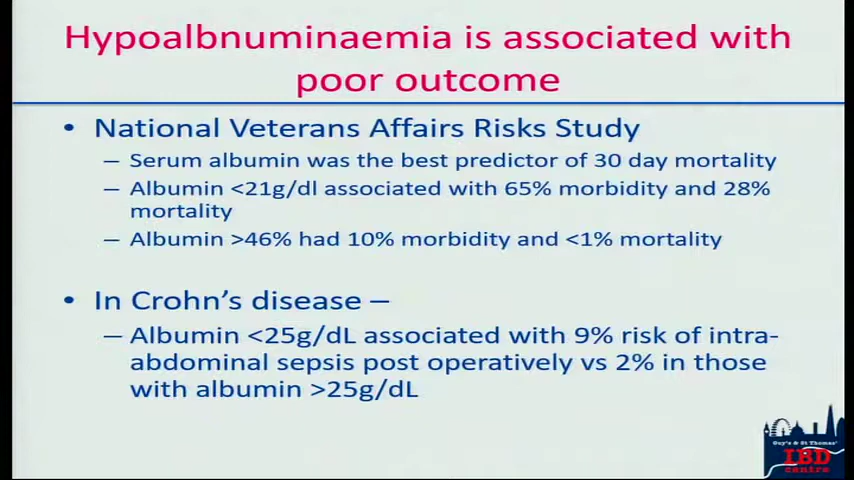 Hypoalbnuminaemia is associated with
poor outcome
• National Veterans Affairs Risks Study
– Serum albumin was the best predictor of 30 day mortality
– Albumin <21g/dl associated with 65% morbidity and 28%
mortality
– Albumin >46% had 10% morbidity and <1% mortality
• In Crohn's disease –
– Albumin <25g/dL associated with 9% risk of intra-
abdominal sepsis post operatively vs 2% in those
with albumin >25g/dL
Guy's & St Thomas'
IBD
centre